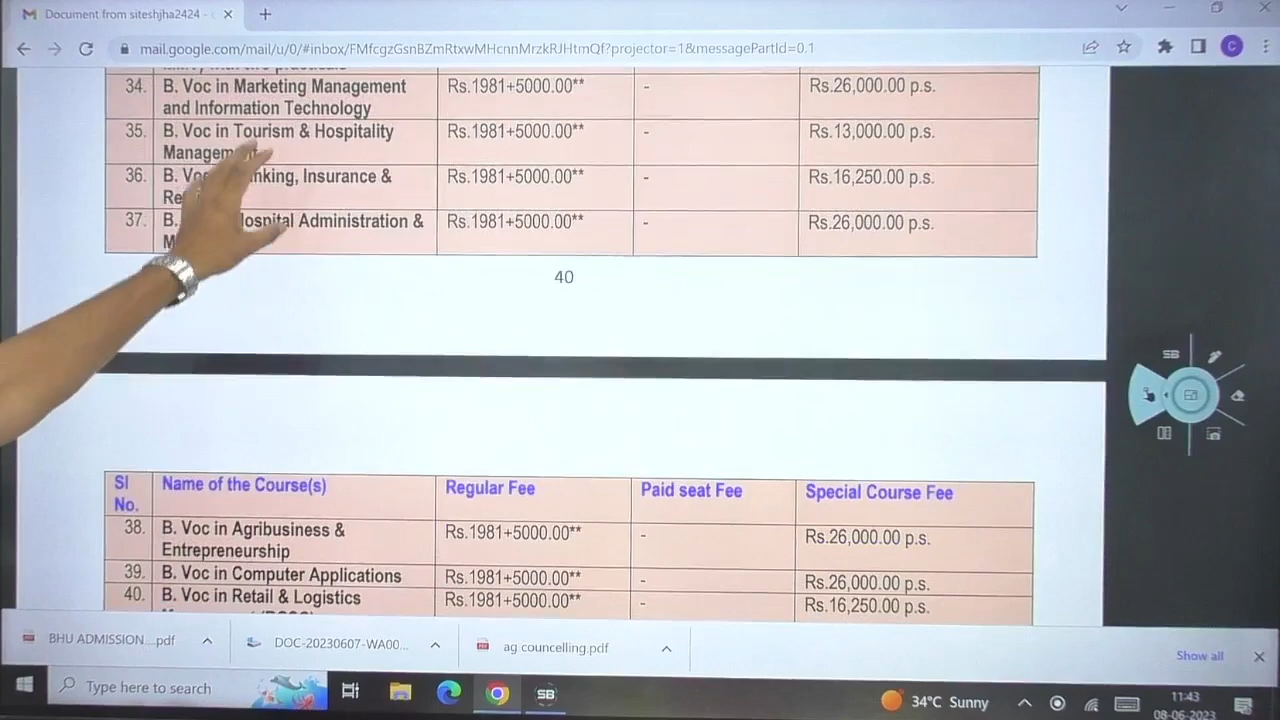 Document from siteshjha2424 -
mail.google.com/mail/u/0/#inbox/FMfcgzGsnBZmRtxwMHcnnMrzkRJHtmQf?projector=1&messagePartId=0.1
C
34. B. Voc in Marketing Management Rs.1981+5000.00** - Rs.26,000.00 p.s.
and Information Technology
35. B. Voc in Tourism & Hospitality Rs.1981+5000.00** - Rs.13,000.00 p.s.
36. Insurance & Rs.1981+5000.00** - Rs.16,250.00 p.s.
37. B. Hospital Administration & Rs.1981+5000.00** - Rs.26,000.00 p.s.
40
SB
Sl Name of the Course(s) Regular Fee Paid seat Fee Special Course Fee
No.
38. B. Voc in Agribusiness & Rs.1981+5000.00** - Rs.26,000.00 p.s.
Entrepreneurship
39. B. Voc in Computer Applications Rs.1981+5000.00** - Rs.26,000.00 p.s.
40. B. Voc in Retail & Logistics Rs.1981+5000.00** - Rs.16,250.00 p.s.
BHU ADMISSION....pdf DOC-20230607-WA00... ag councelling.pdf Show all
Type here to search SB 34°C Sunny 11:43
08-06-2023